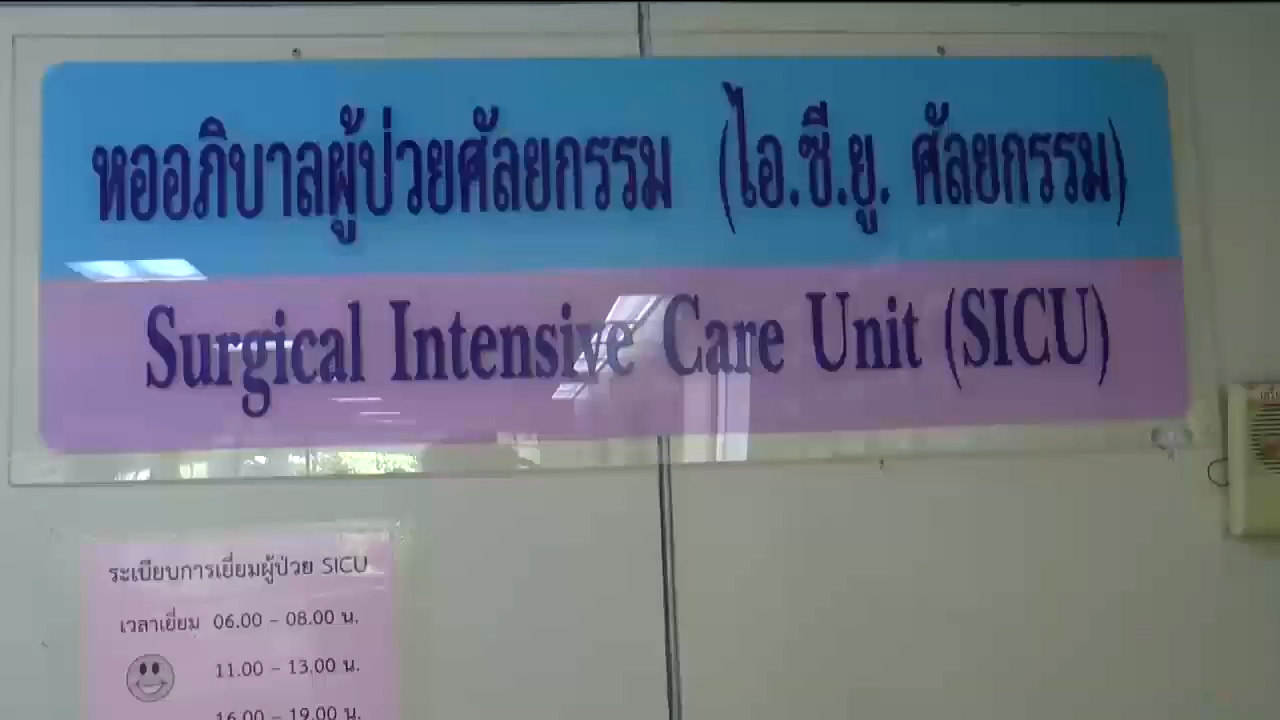 หออภิบาลผู้ป่วยศัลยกรรม (ไอ.ซี.ยู. ศัลยกรรม)
Surgical Intensive Care Unit (SICU)
ระเบียบการเยี่ยมผู้ป่วย SICU
เวลาเยี่ยม 06.00 - 08.00 น.
11.00 - 13.00 น.
16.00 - 19.00 น.